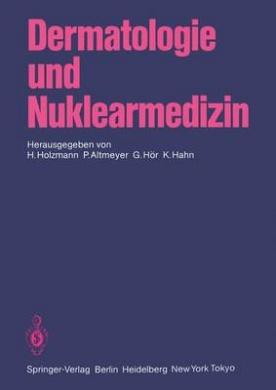 Dermatologie
und
Nuklearmedizin
Herausgegeben von
H. Holzmann P. Altmeyer G. Hör K. Hahn
Springer-Verlag Berlin Heidelberg New York Tokyo